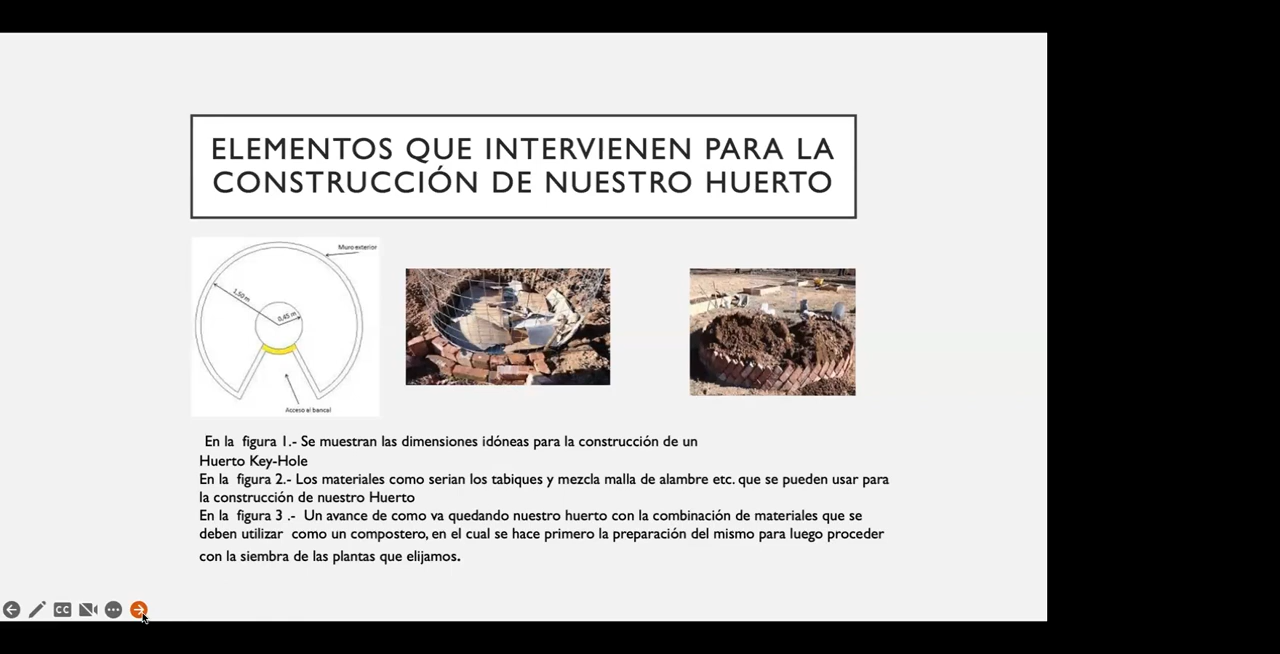 ELEMENTOS QUE INTERVIENEN PARA LA
CONSTRUCCIÓN DE NUESTRO HUERTO
Muro exterior
1,50 m
0,45 m
Acceso al bancal
En la figura 1.- Se muestran las dimensiones idóneas para la construcción de un
Huerto Key-Hole
En la figura 2.- Los materiales como serian los tabiques y mezcla malla de alambre etc. que se pueden usar para
la construcción de nuestro Huerto
En la figura 3 .- Un avance de como va quedando nuestro huerto con la combinación de materiales que se
deben utilizar como un compostero, en el cual se hace primero la preparación del mismo para luego proceder
con la siembra de las plantas que elijamos.
CC